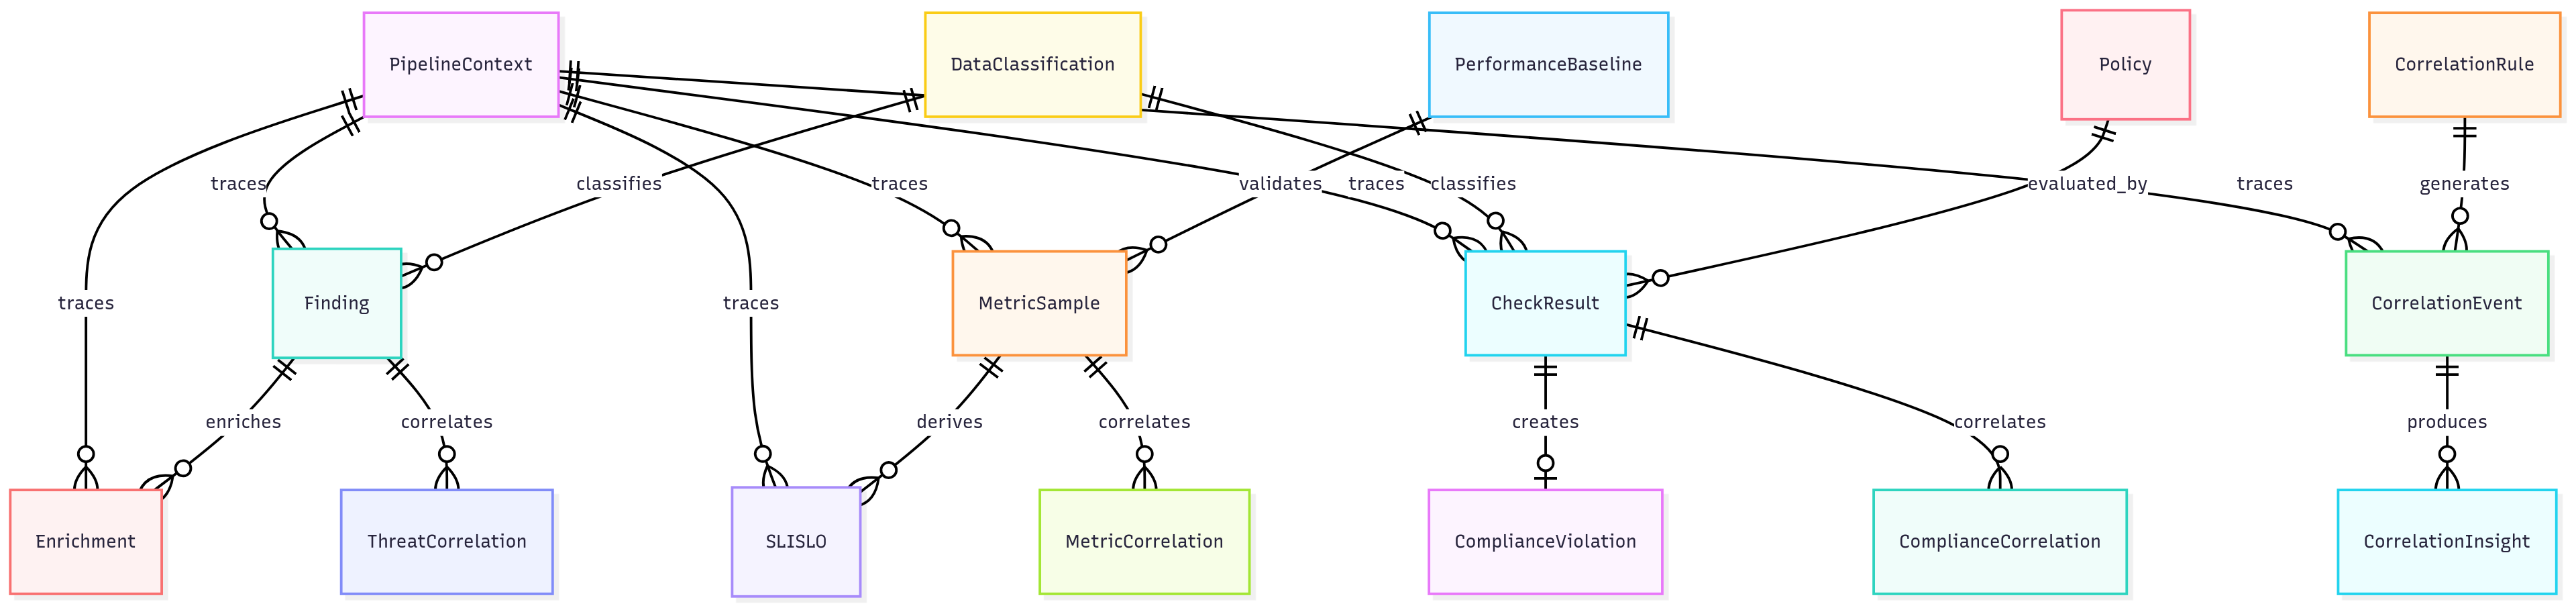 PipelineContext
DataClassification
PerformanceBaseline
Policy
CorrelationRule
traces
classifies
traces
validates
traces
classifies
evaluated_by
traces
generates
traces
Finding
traces
MetricSample
CheckResult
CorrelationEvent
enriches
correlates
derives
correlates
creates
correlates
produces
Enrichment
ThreatCorrelation
SLISLO
MetricCorrelation
ComplianceViolation
ComplianceCorrelation
CorrelationInsight